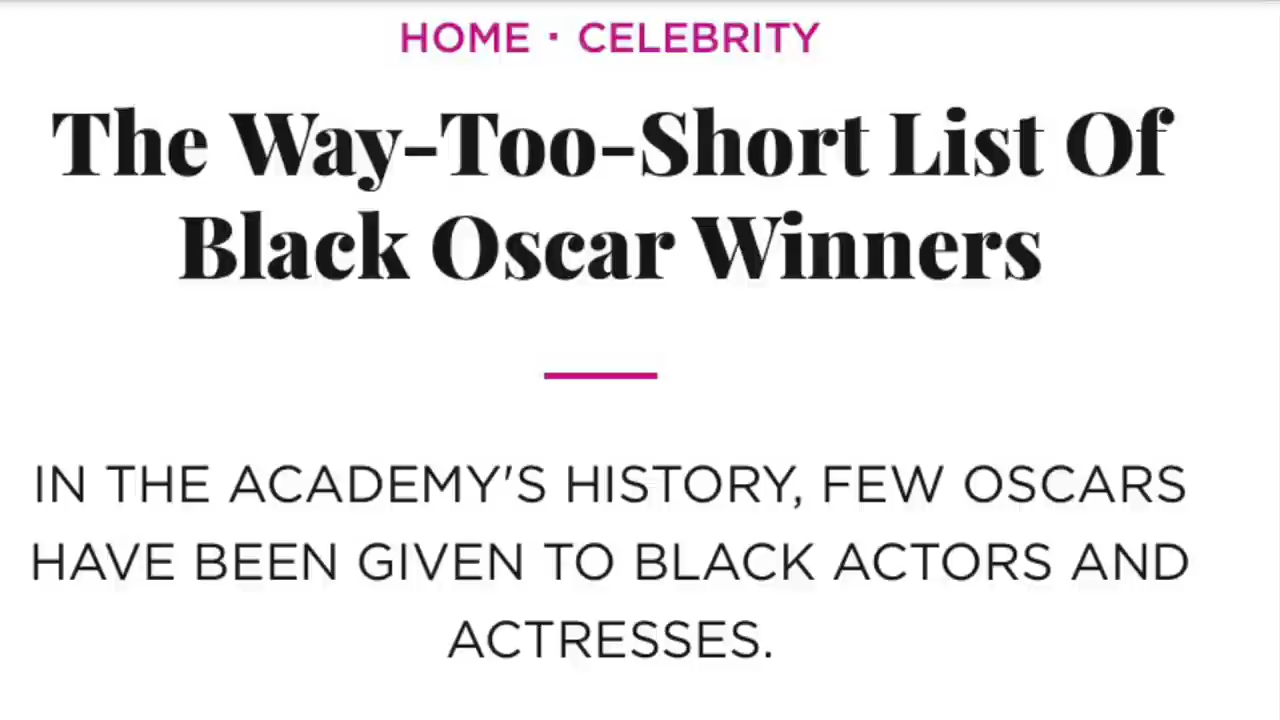 HOME · CELEBRITY
The Way-Too-Short List Of
Black Oscar Winners
IN THE ACADEMY'S HISTORY, FEW OSCARS
HAVE BEEN GIVEN TO BLACK ACTORS AND
ACTRESSES.